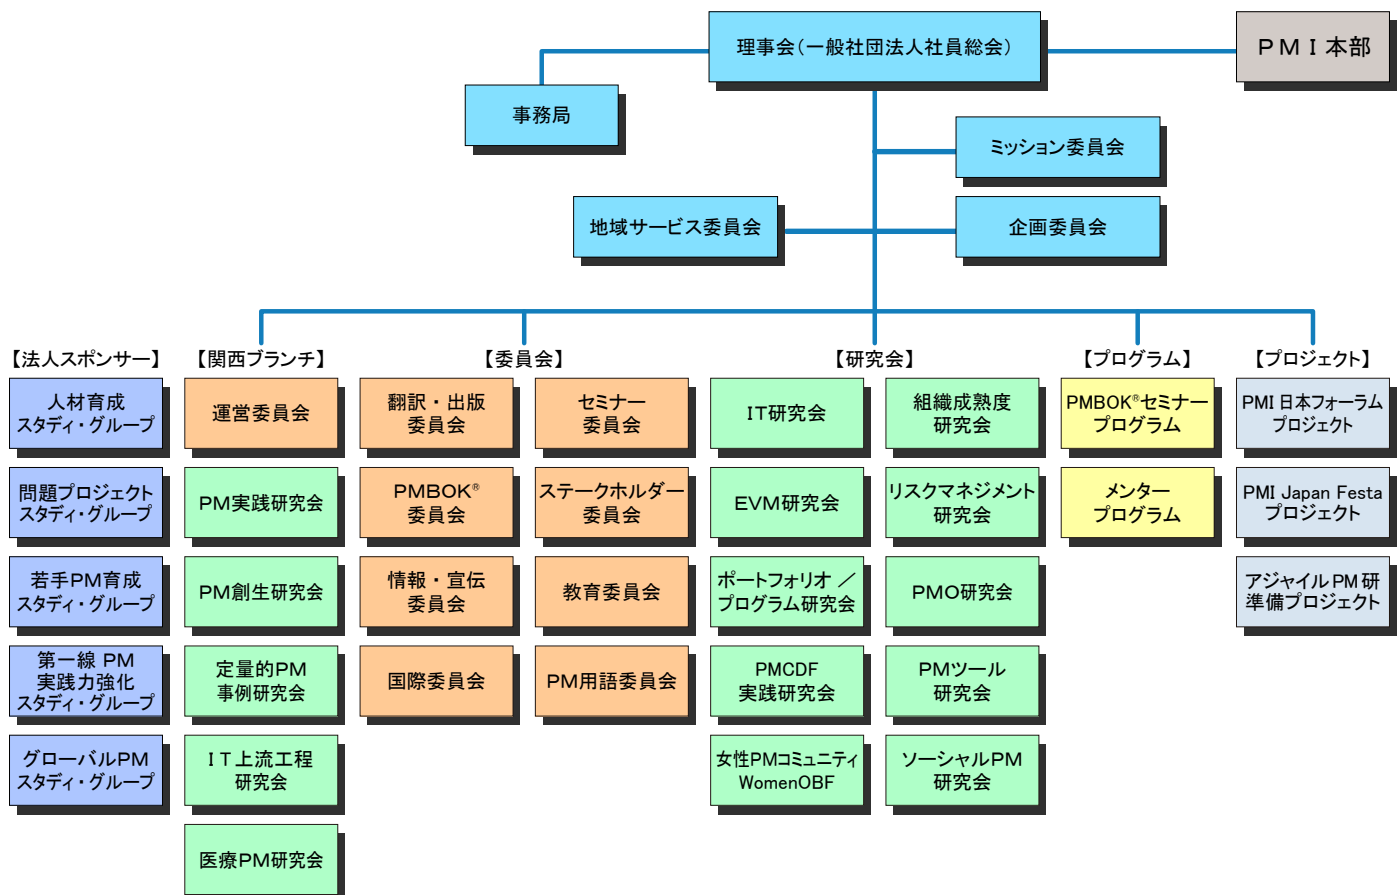 理事会(一般社団法人社員総会)
PMI本部
事務局
ミッション委員会
地域サービス委員会
企画委員会
【法人スポンサー】
人材育成
スタディ・グループ
問題プロジェクト
スタディ・グループ
若手PM育成
スタディ・グループ
第一線 PM
実践力強化
スタディ・グループ
グローバルPM
スタディ・グループ
【関西ブランチ】
運営委員会
PM実践研究会
PM創生研究会
定量的PM
事例研究会
IT上流工程
研究会
医療PM研究会
【委員会】
翻訳・出版
委員会
PMBOK®
委員会
情報・宣伝
委員会
国際委員会
セミナー
委員会
ステークホルダー
委員会
教育委員会
PM用語委員会
【研究会】
IT研究会
EVM研究会
ポートフォリオ /
プログラム研究会
PMCDF
実践研究会
女性PMコミュニティ
WomenOBF
組織成熟度
研究会
リスクマネジメント
研究会
PMO研究会
PMツール
研究会
ソーシャルPM
研究会
【プログラム】
PMBOK®セミナー
プログラム
メンター
プログラム
【プロジェクト】
PMI 日本フォーラム
プロジェクト
PMI Japan Festa
プロジェクト
アジャイル PM 研
準備プロジェクト